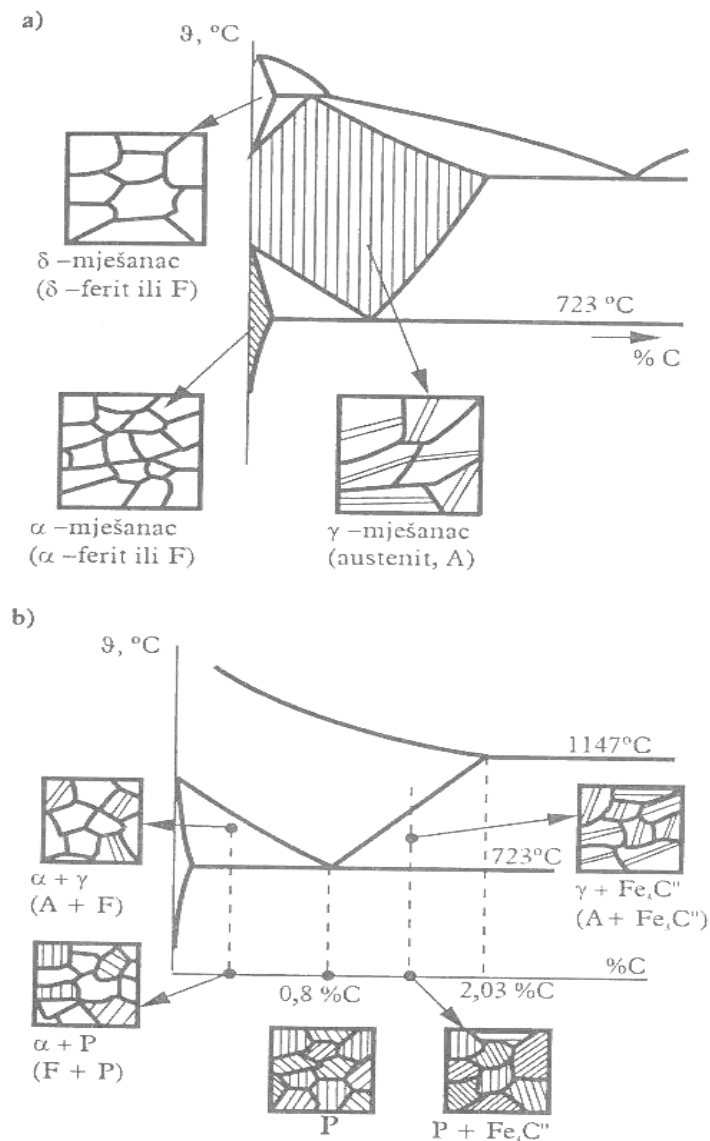 a)
ϑ, °C
δ –mješanac
(δ –ferit ili F)
723 °C
% C
α –mješanac
(α –ferit ili F)
γ –mješanac
(austenit, A)
b)
ϑ, °C
1147°C
723°C
α + γ
(A + F)
γ + Fe₃C"
(A + Fe₃C")
%C
0,8 %C
2,03 %C
α + P
(F + P)
P
P + Fe₃C"